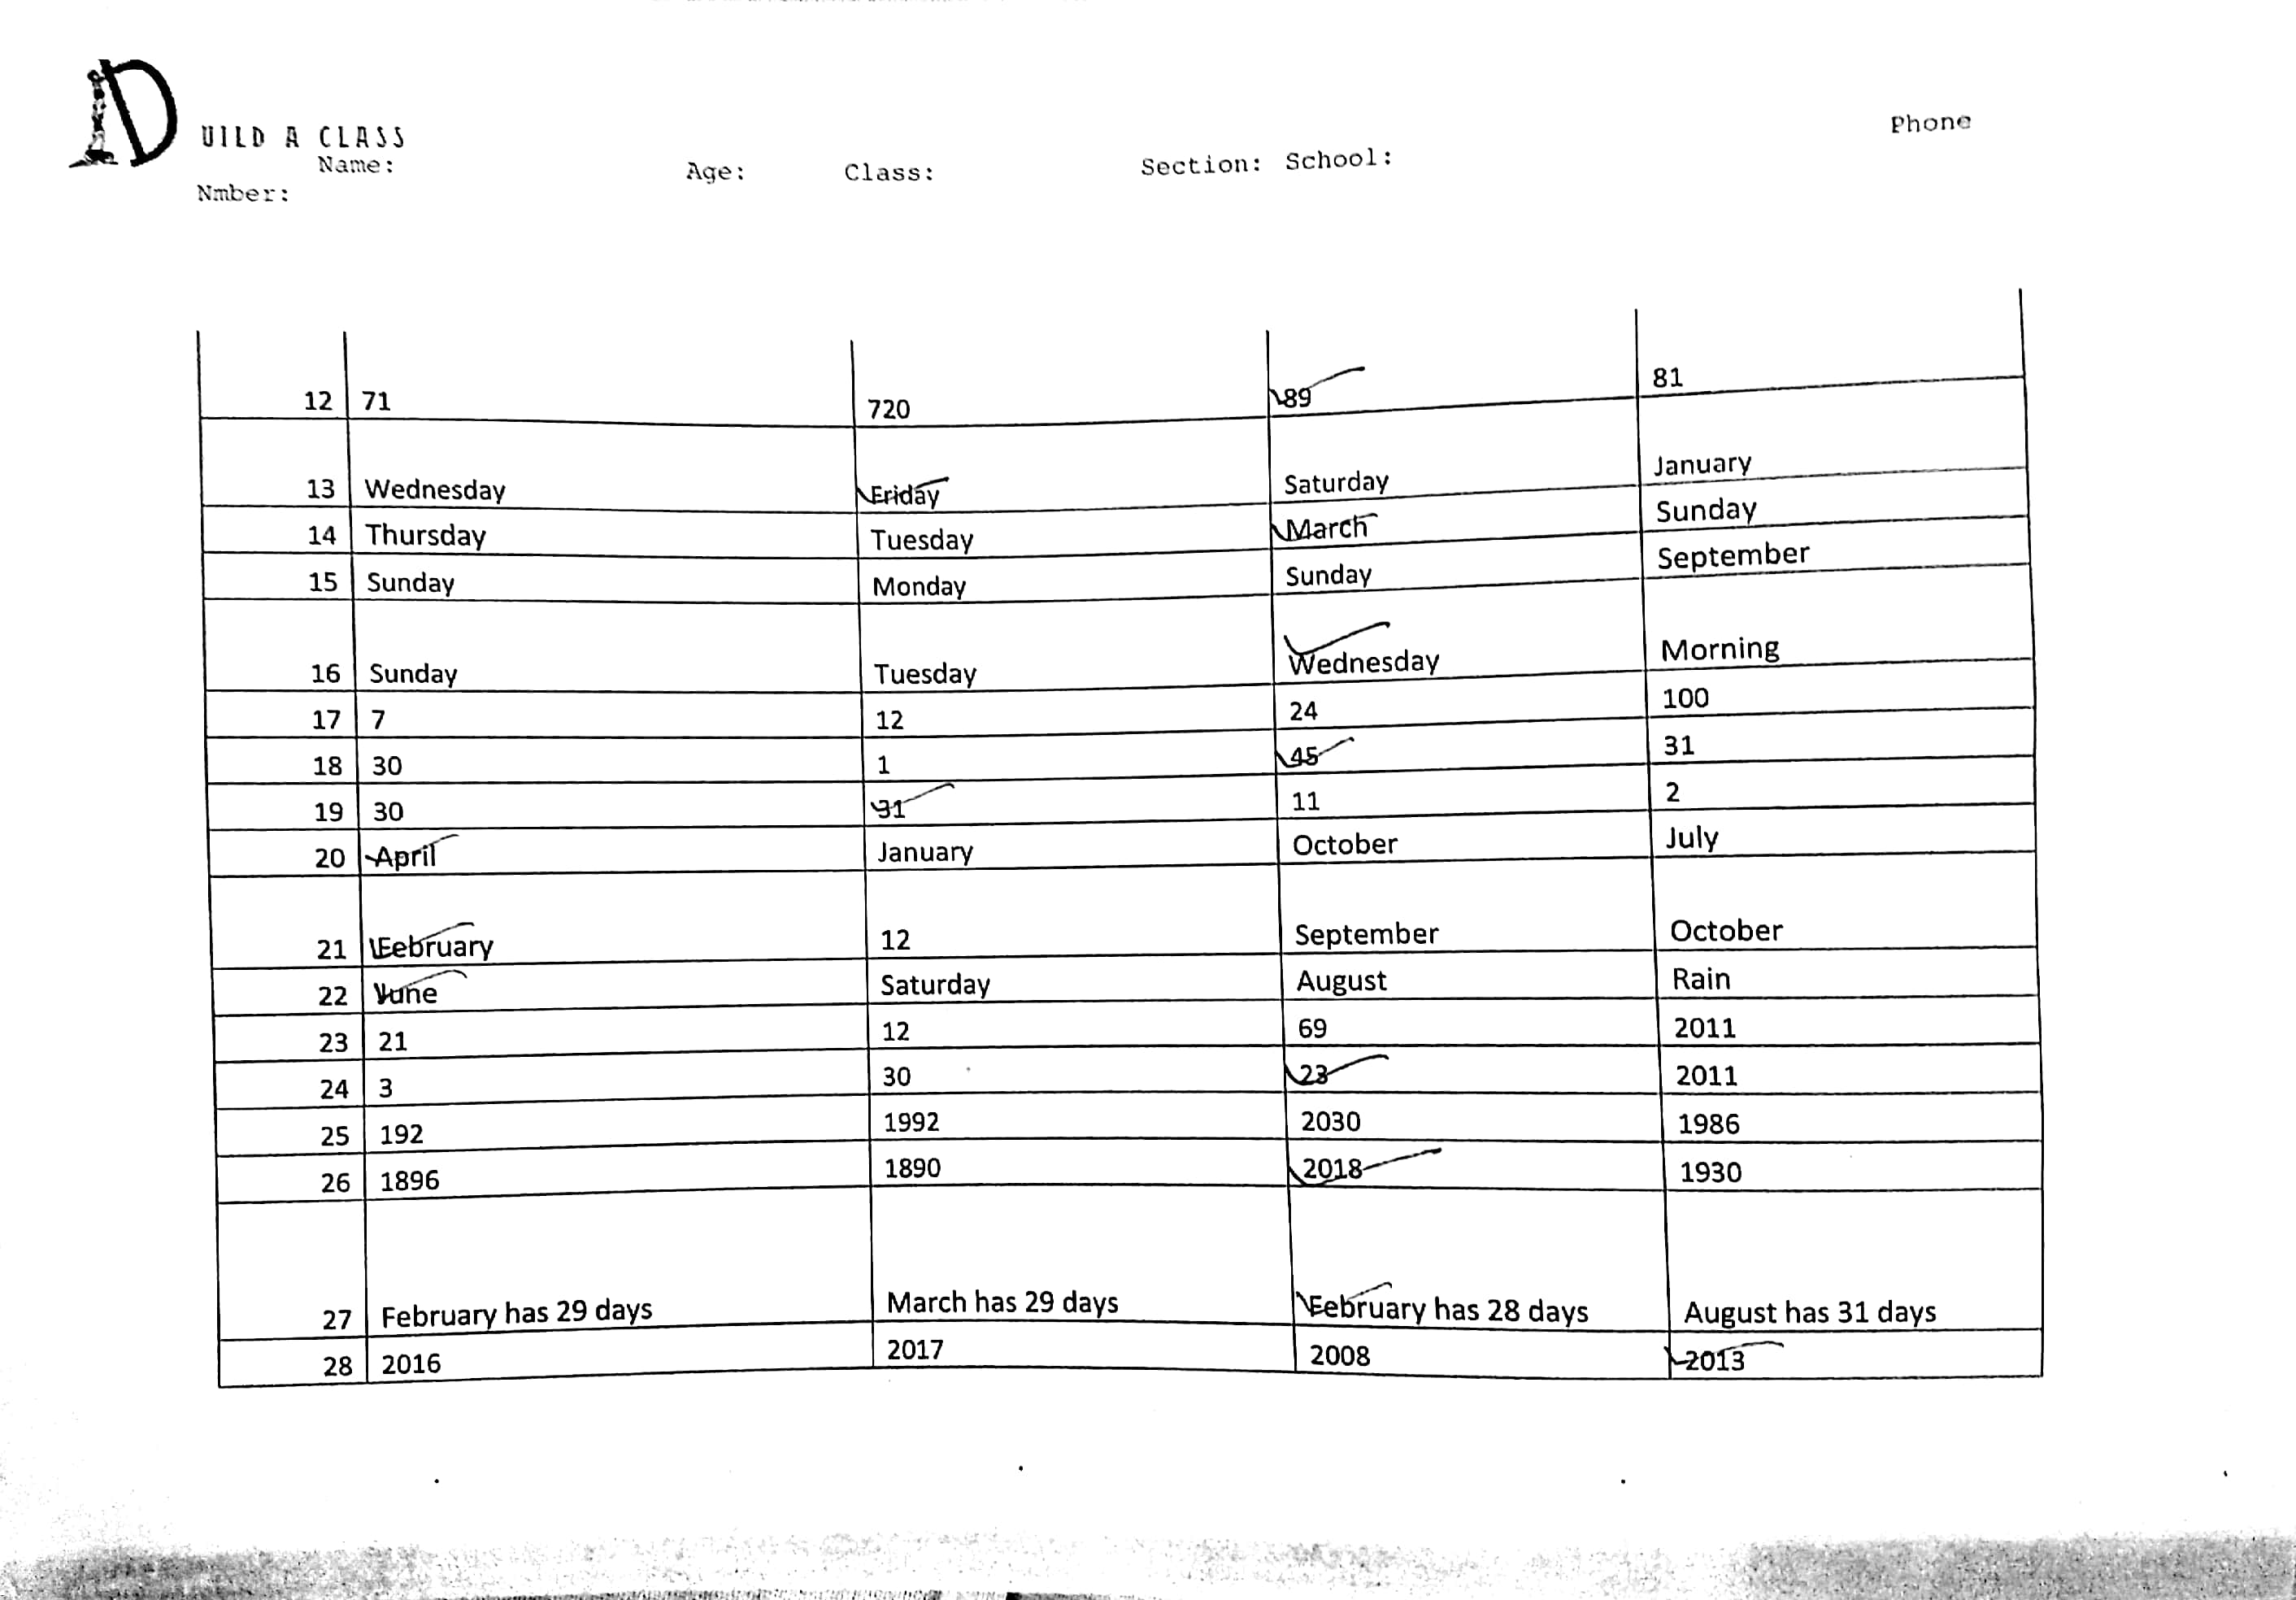 UILD A CLASS
Phone
Name: Age: Class: Section: School:
Nmber:
12 71 720 89 81
13 Wednesday Friday Saturday January
14 Thursday Tuesday March Sunday
15 Sunday Monday Sunday September
16 Sunday Tuesday Wednesday Morning
17 7 12 24 100
18 30 1 45 31
19 30 31 11 2
20 April January October July
21 February 12 September October
22 June Saturday August Rain
23 21 12 69 2011
24 3 30 23 2011
25 192 1992 2030 1986
26 1896 1890 2018 1930
27 February has 29 days March has 29 days February has 28 days August has 31 days
28 2016 2017 2008 2013